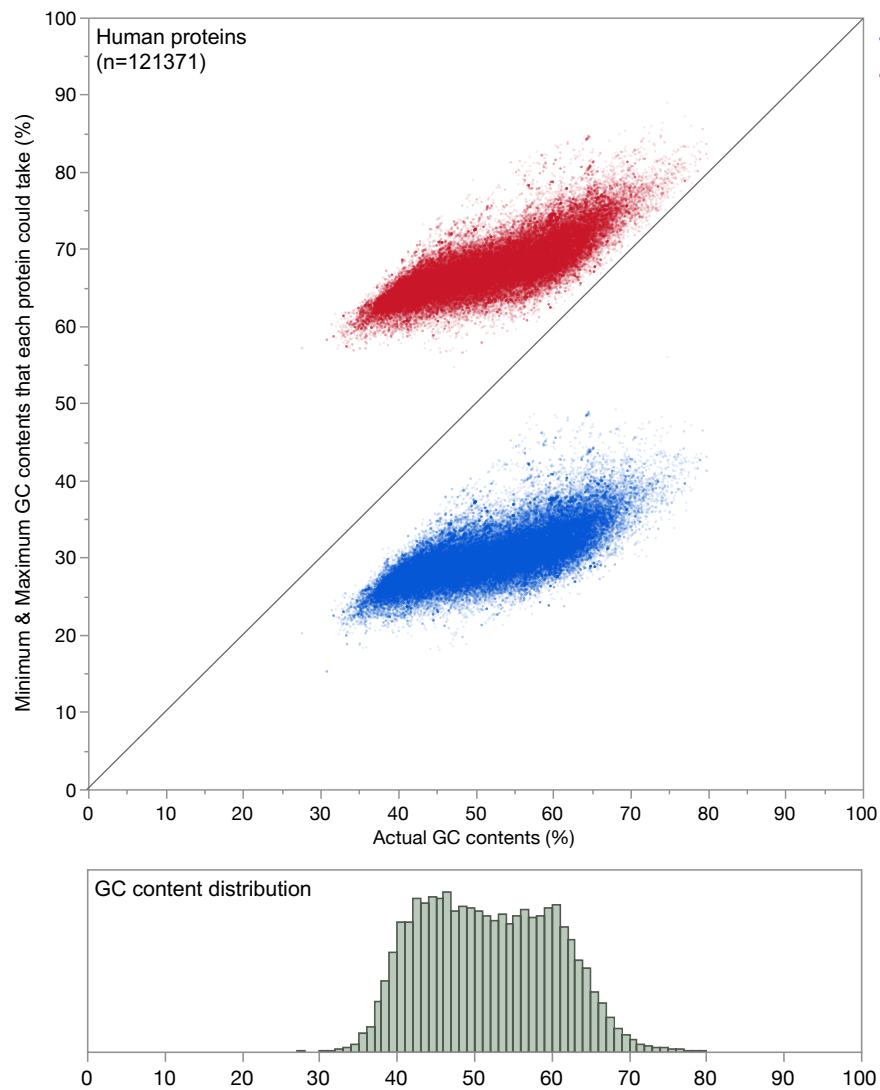 Human proteins
(n=121371)
Minimum & Maximum GC contents that each protein could take (%)
100
90
80
70
60
50
40
30
20
10
0
0 10 20 30 40 50 60 70 80 90 100
Actual GC contents (%)
GC content distribution
0 10 20 30 40 50 60 70 80 90 100